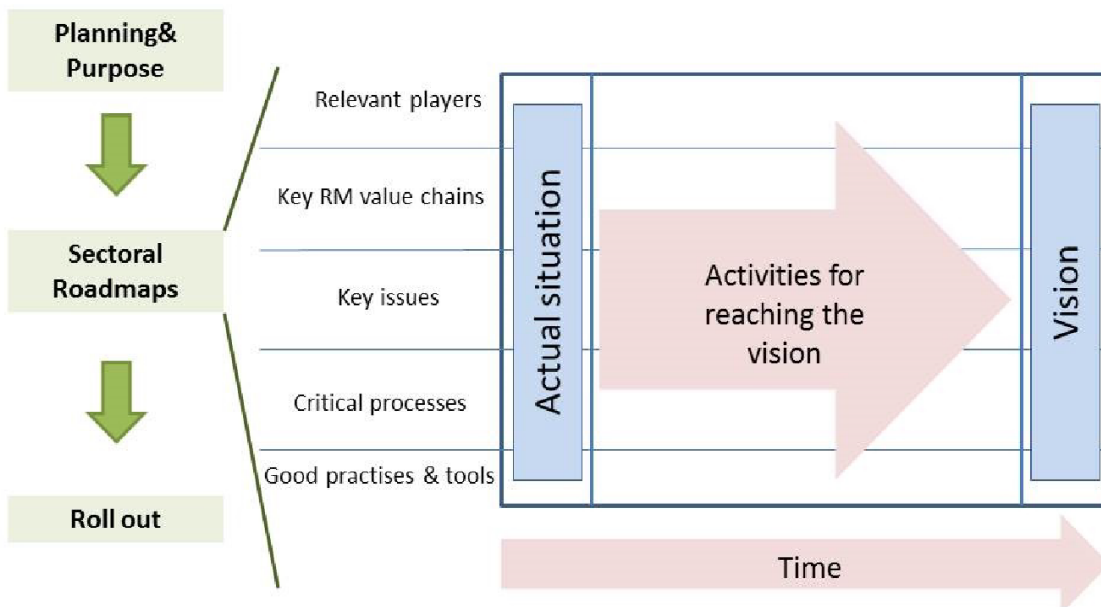 Planning&
Purpose
Sectoral
Roadmaps
Roll out
Relevant players
Key RM value chains
Key issues
Critical processes
Good practises & tools
Actual situation
Activities for
reaching the
vision
Vision
Time